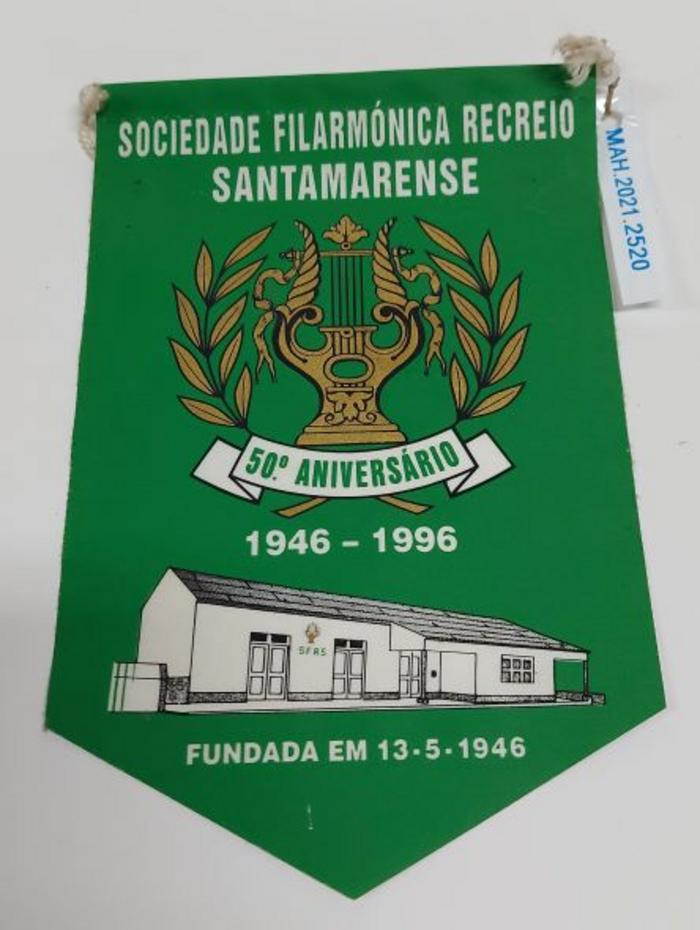 SOCIEDADE FILARMÓNICA RECREIO
SANTAMARENSE
MAH.2021.2520
50º ANIVERSÁRIO
1946 - 1996
SFRS
FUNDADA EM 13-5-1946